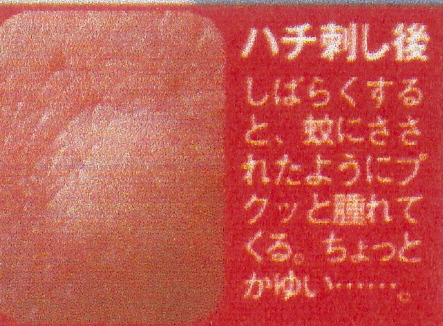 ハチ刺し後
しばらくする
と、蚊にささ
れたようにプ
クッと腫れて
くる。ちょっと
かゆい……。